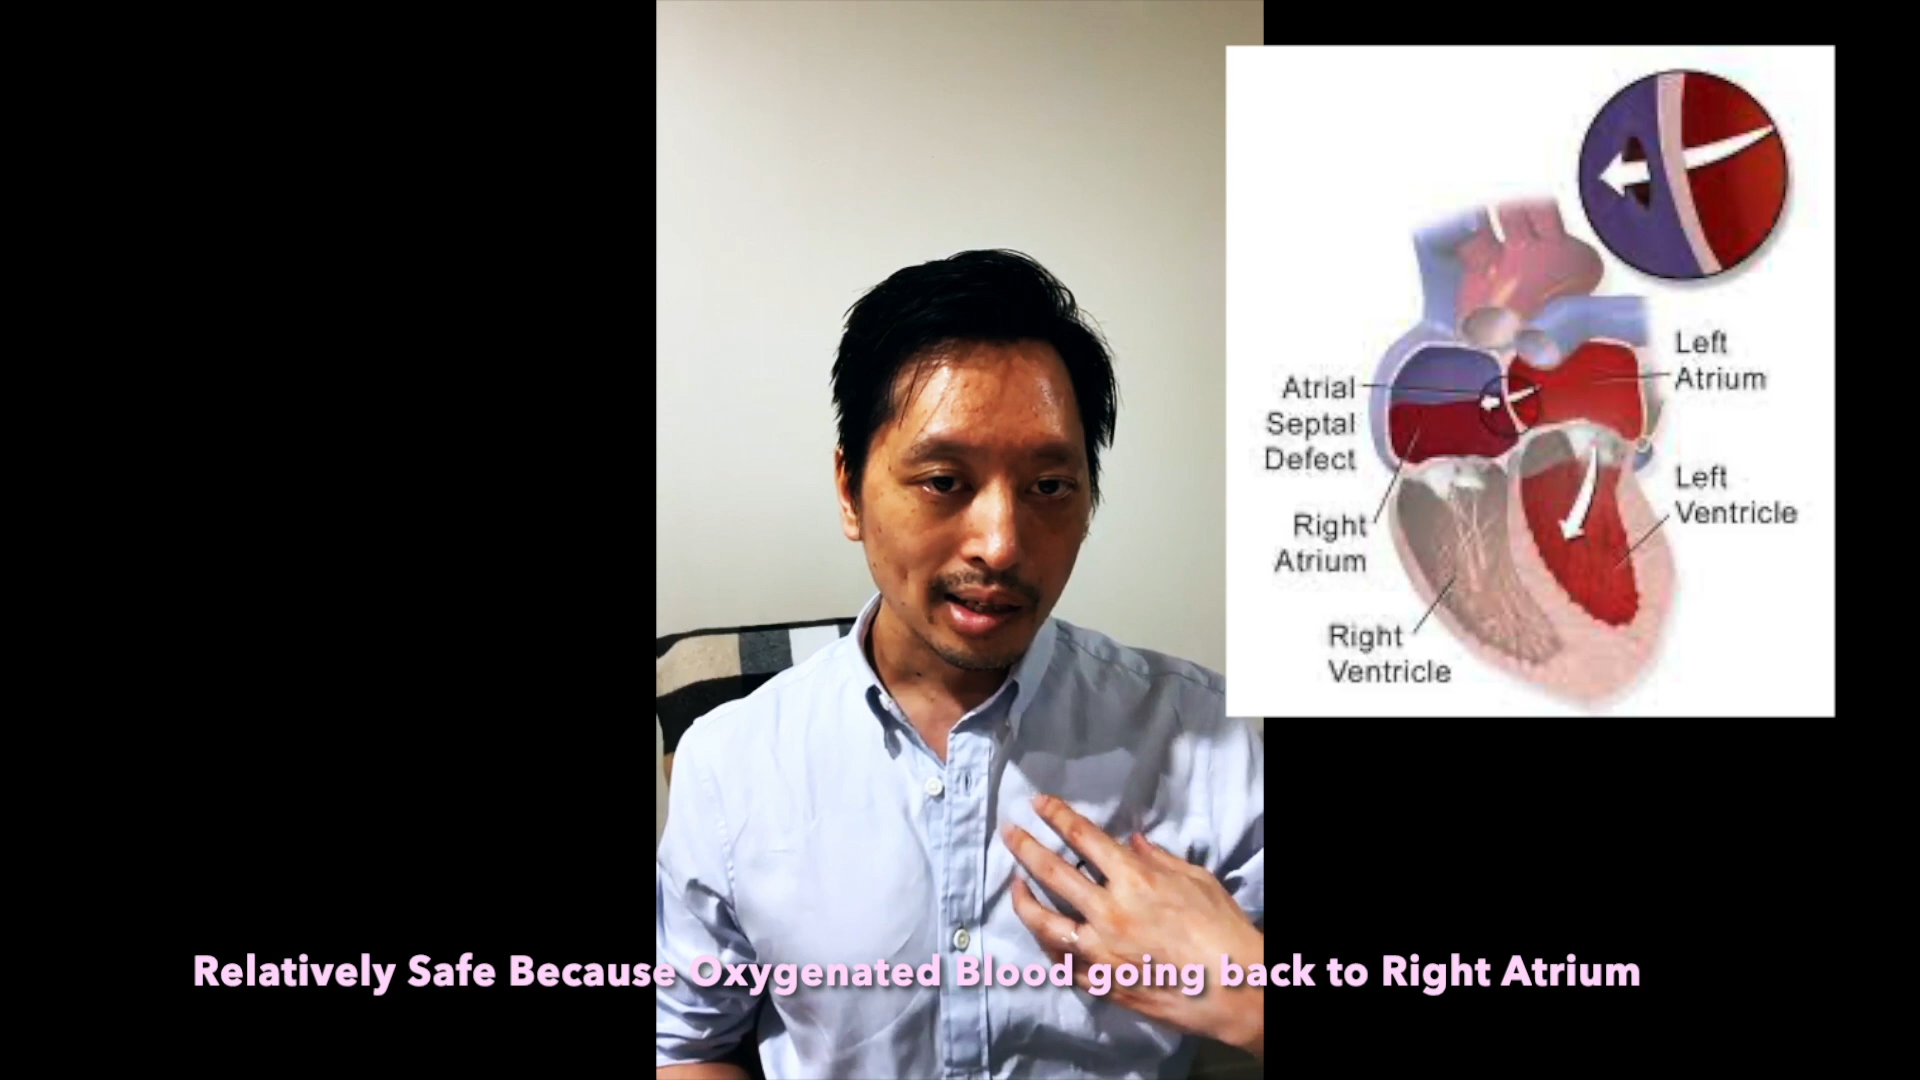 Left
Atrium
Atrial
Septal
Defect
Left
Ventricle
Right
Atrium
Right
Ventricle
Relatively Safe Because Oxygenated Blood going back to Right Atrium